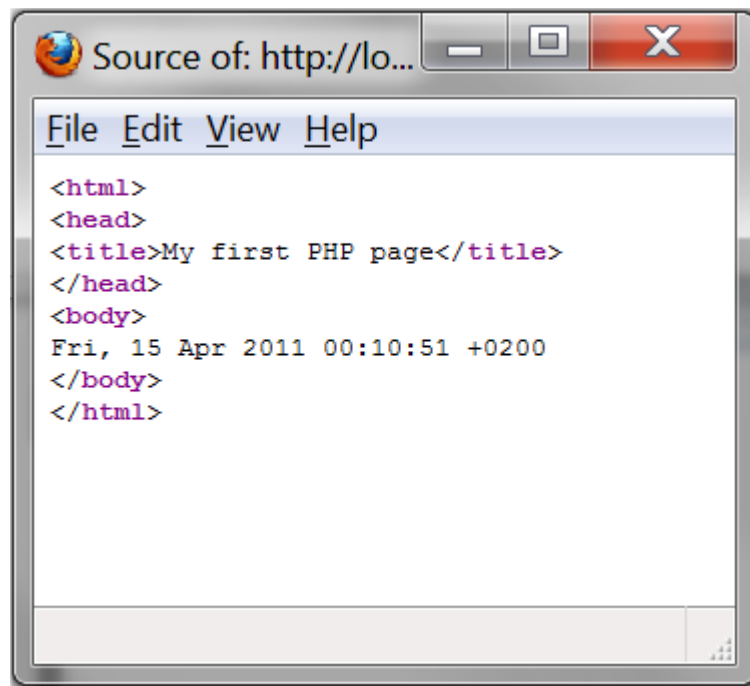 Source of: http://lo...
File Edit View Help
<html>
<head>
<title>My first PHP page</title>
</head>
<body>
Fri, 15 Apr 2011 00:10:51 +0200
</body>
</html>